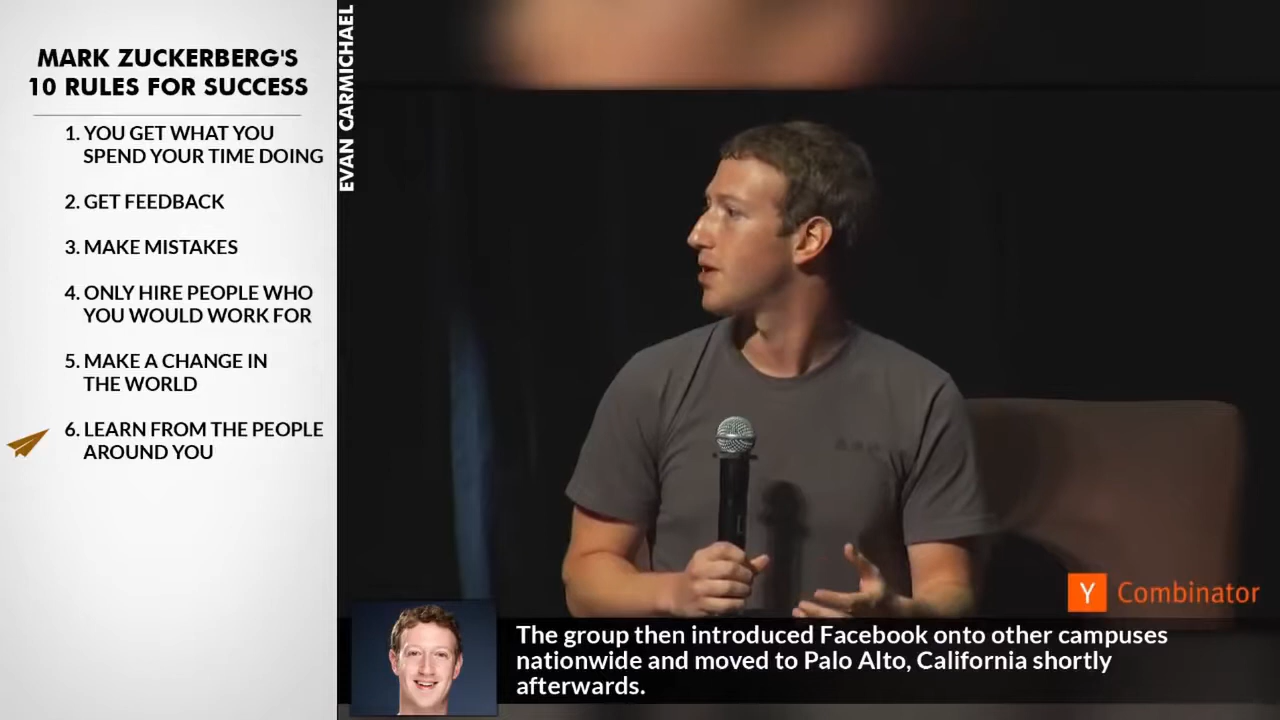 MARK ZUCKERBERG'S
10 RULES FOR SUCCESS
1. YOU GET WHAT YOU
SPEND YOUR TIME DOING
2. GET FEEDBACK
3. MAKE MISTAKES
4. ONLY HIRE PEOPLE WHO
YOU WOULD WORK FOR
5. MAKE A CHANGE IN
THE WORLD
6. LEARN FROM THE PEOPLE
AROUND YOU
EVAN CARMICHAEL
Y Combinator
The group then introduced Facebook onto other campuses
nationwide and moved to Palo Alto, California shortly
afterwards.